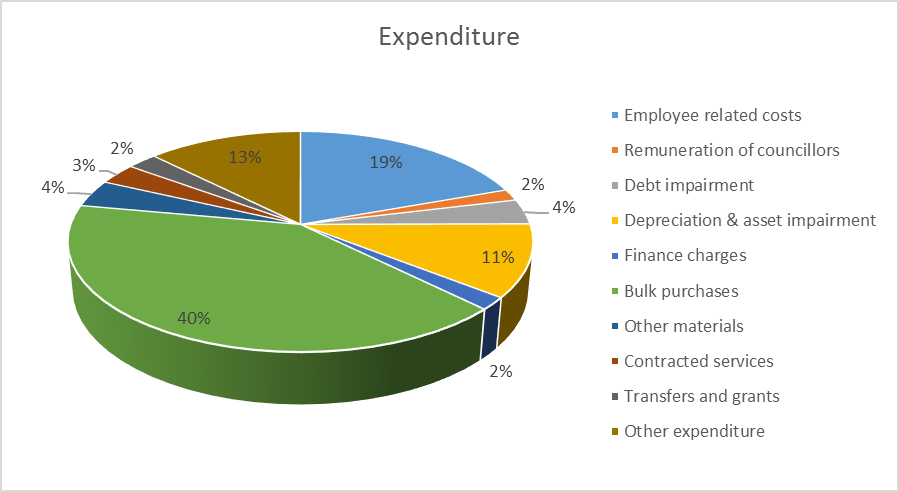 Expenditure
19%
2%
4%
11%
2%
40%
4%
3%
2%
13%
Employee related costs
Remuneration of councillors
Debt impairment
Depreciation & asset impairment
Finance charges
Bulk purchases
Other materials
Contracted services
Transfers and grants
Other expenditure